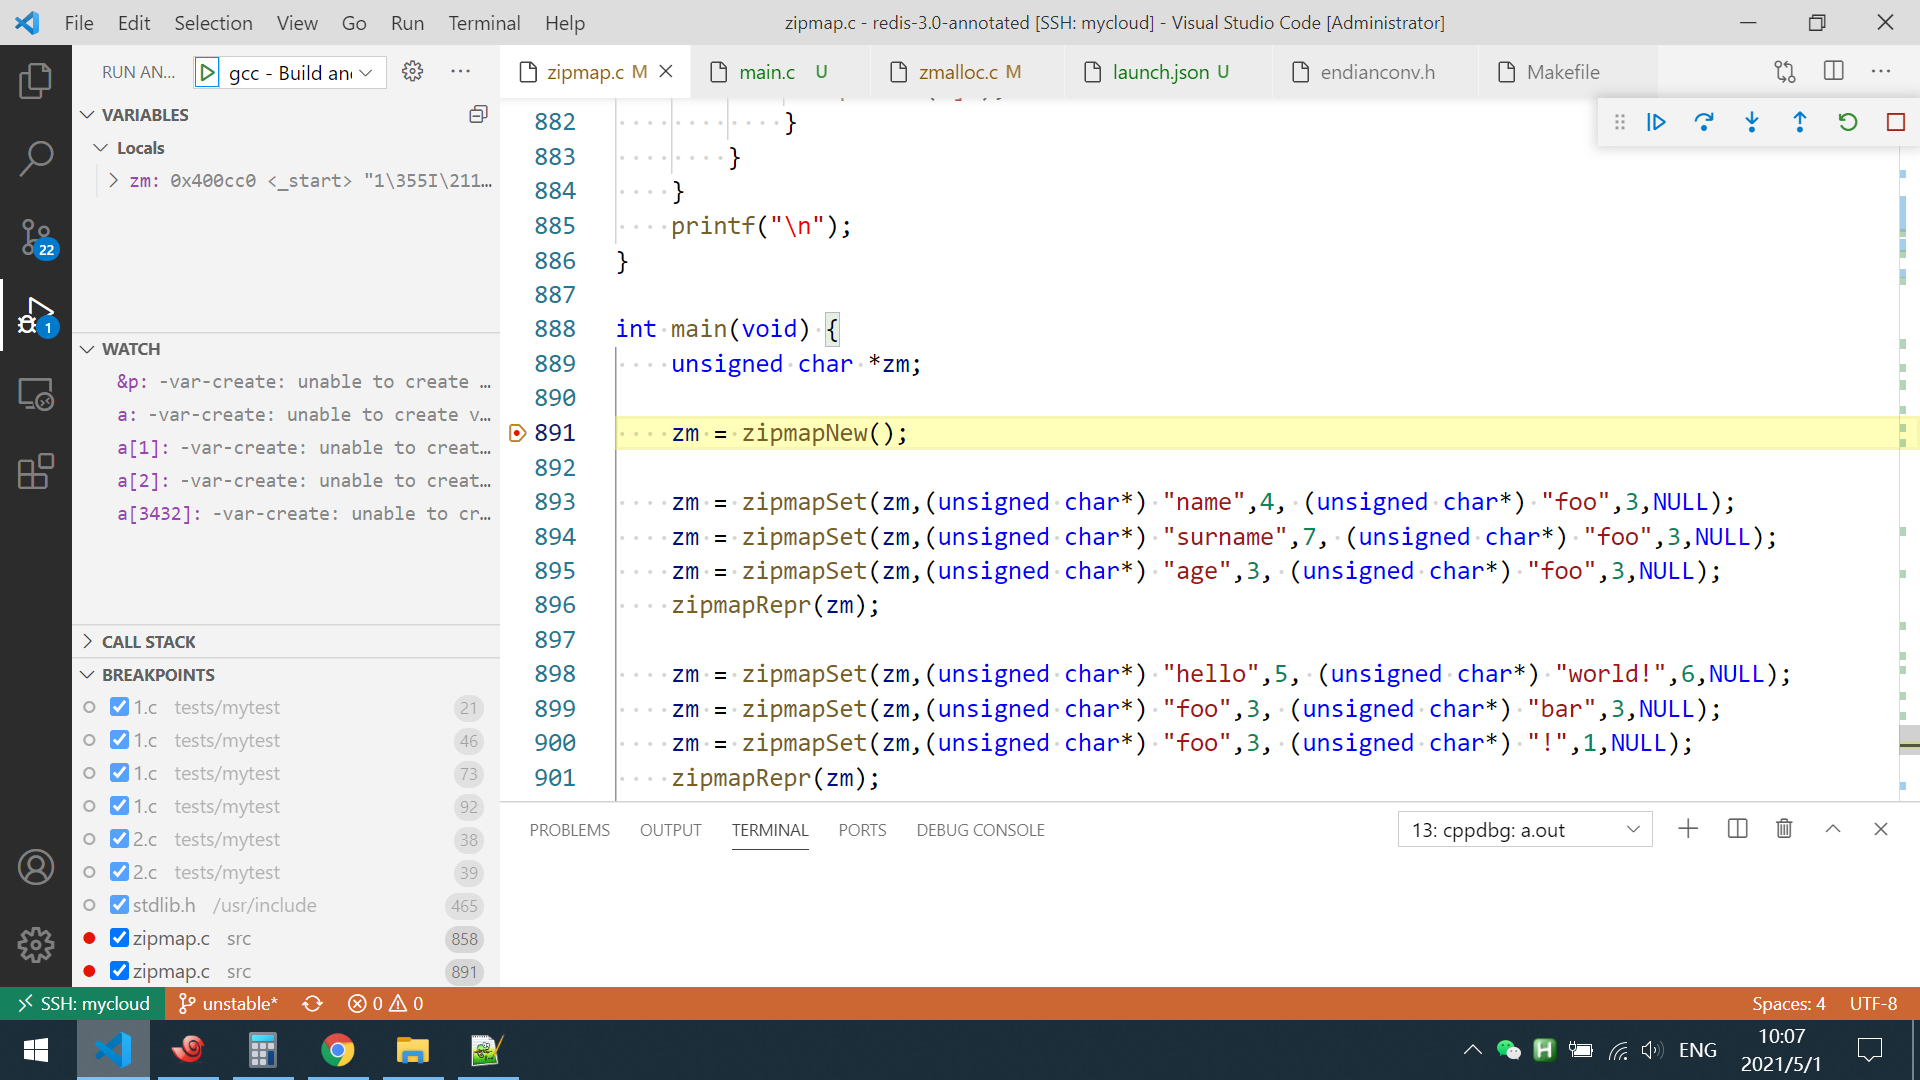 File Edit Selection View Go Run Terminal Help
zipmap.c - redis-3.0-annotated [SSH: mycloud] - Visual Studio Code [Administrator]
RUN AN... gcc - Build an
zipmap.c M
main.c U
zmalloc.c M
launch.json U
endianconv.h
Makefile
VARIABLES
Locals
zm: 0x400cc0 <_start> "1\355I\211...
WATCH
&p: -var-create: unable to create ...
a: -var-create: unable to create v...
a[1]: -var-create: unable to creat...
a[2]: -var-create: unable to creat...
a[3432]: -var-create: unable to cr...
CALL STACK
BREAKPOINTS
1.c tests/mytest 21
1.c tests/mytest 46
1.c tests/mytest 73
1.c tests/mytest 92
2.c tests/mytest 38
2.c tests/mytest 39
stdlib.h /usr/include 465
zipmap.c src 858
zipmap.c src 891
882 }
883 }
884 }
885 printf("\n");
886 }
887
888 int main(void) {
889 unsigned char *zm;
890
891 zm = zipmapNew();
892
893 zm = zipmapSet(zm,(unsigned char*) "name",4, (unsigned char*) "foo",3,NULL);
894 zm = zipmapSet(zm,(unsigned char*) "surname",7, (unsigned char*) "foo",3,NULL);
895 zm = zipmapSet(zm,(unsigned char*) "age",3, (unsigned char*) "foo",3,NULL);
896 zipmapRepr(zm);
897
898 zm = zipmapSet(zm,(unsigned char*) "hello",5, (unsigned char*) "world!",6,NULL);
899 zm = zipmapSet(zm,(unsigned char*) "foo",3, (unsigned char*) "bar",3,NULL);
900 zm = zipmapSet(zm,(unsigned char*) "foo",3, (unsigned char*) "!",1,NULL);
901 zipmapRepr(zm);
PROBLEMS OUTPUT TERMINAL PORTS DEBUG CONSOLE
13: cppdbg: a.out
22
1
SSH: mycloud unstable* 0 0 Spaces: 4 UTF-8
H
ENG
10:07
2021/5/1